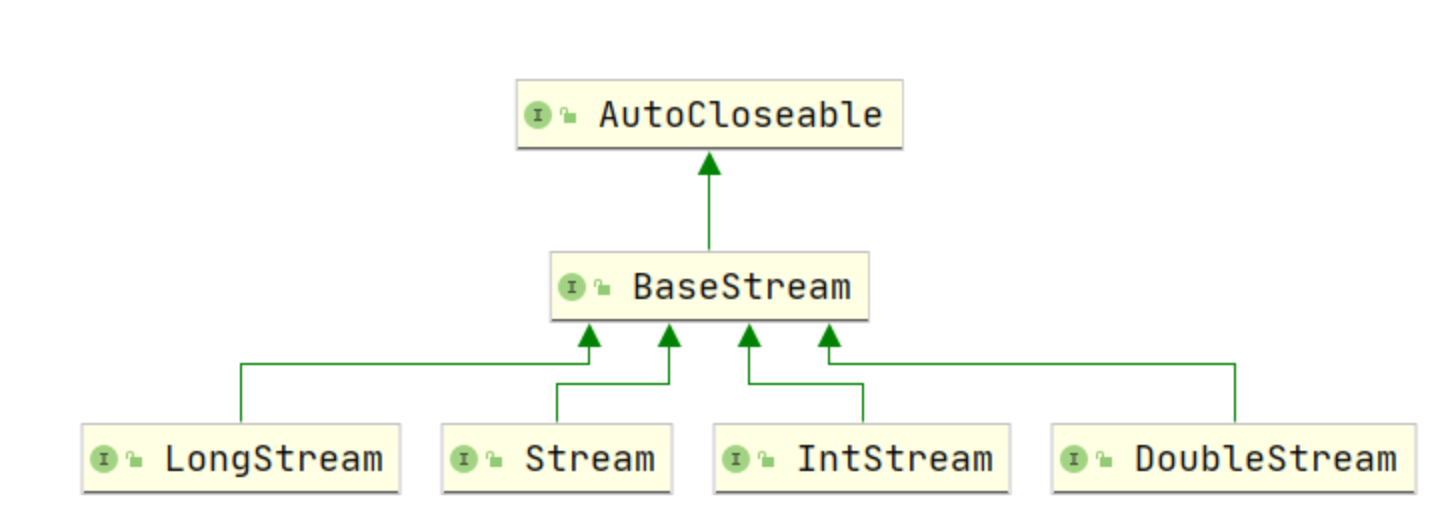 I AutoCloseable
I BaseStream
I LongStream
I Stream
I IntStream
I DoubleStream